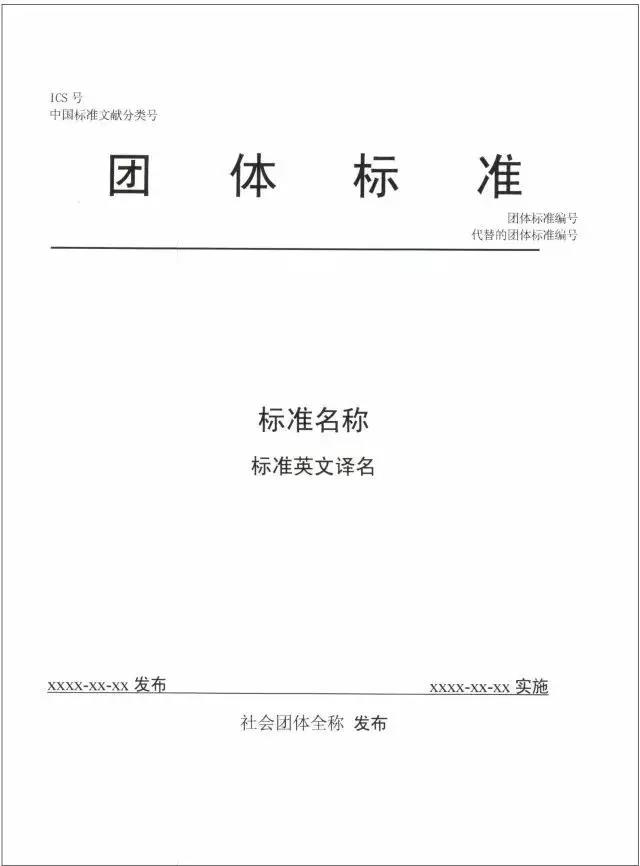 ICS 号
中国标准文献分类号
团 体 标 准
团体标准编号
代替的团体标准编号
标准名称
标准英文译名
xxxx-xx-xx 发布 xxxx-xx-xx 实施
社会团体全称 发布